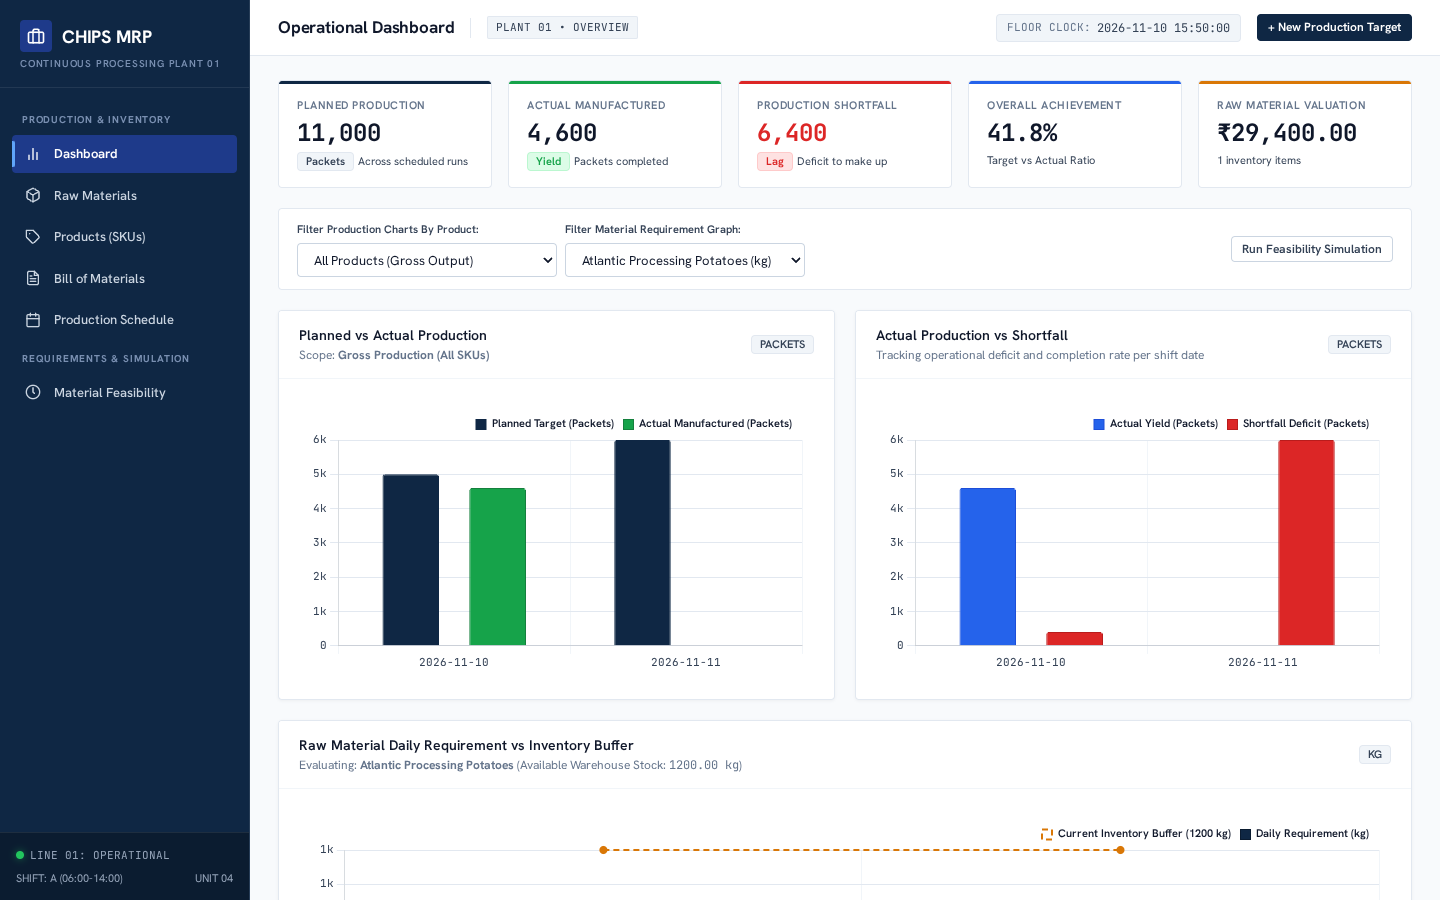 CHIPS MRP
CONTINUOUS PROCESSING PLANT 01
PRODUCTION & INVENTORY
Dashboard
Raw Materials
Products (SKUs)
Bill of Materials
Production Schedule
REQUIREMENTS & SIMULATION
Material Feasibility
LINE 01: OPERATIONAL
SHIFT: A (06:00-14:00) UNIT 04
Operational Dashboard PLANT 01 • OVERVIEW FLOOR CLOCK: 2026-11-10 15:50:00 + New Production Target
PLANNED PRODUCTION
11,000
Packets Across scheduled runs
ACTUAL MANUFACTURED
4,600
Yield Packets completed
PRODUCTION SHORTFALL
6,400
Lag Deficit to make up
OVERALL ACHIEVEMENT
41.8%
Target vs Actual Ratio
RAW MATERIAL VALUATION
₹29,400.00
1 inventory items
Filter Production Charts By Product:
All Products (Gross Output)
Filter Material Requirement Graph:
Atlantic Processing Potatoes (kg)
Run Feasibility Simulation
Planned vs Actual Production
Scope: Gross Production (All SKUs)
PACKETS
Planned Target (Packets) Actual Manufactured (Packets)
6k
5k
4k
3k
2k
1k
0
2026-11-10 2026-11-11
Actual Production vs Shortfall
Tracking operational deficit and completion rate per shift date
PACKETS
Actual Yield (Packets) Shortfall Deficit (Packets)
6k
5k
4k
3k
2k
1k
0
2026-11-10 2026-11-11
Raw Material Daily Requirement vs Inventory Buffer
Evaluating: Atlantic Processing Potatoes (Available Warehouse Stock: 1200.00 kg)
KG
Current Inventory Buffer (1200 kg) Daily Requirement (kg)
1k
1k